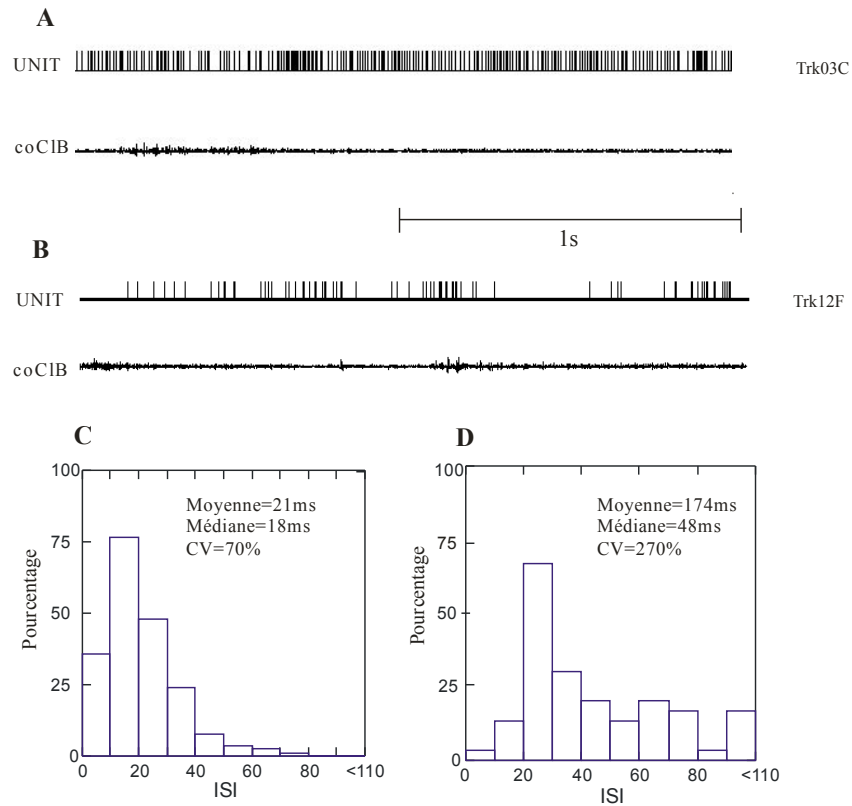 A
UNIT
Trk03C
coClB
1s
B
UNIT
Trk12F
coClB
C
100
75
50
25
0
Pourcentage
Moyenne=21ms
Médiane=18ms
CV=70%
0 20 40 60 80 <110
ISI
D
100
75
50
25
0
Pourcentage
Moyenne=174ms
Médiane=48ms
CV=270%
0 20 40 60 80 <110
ISI